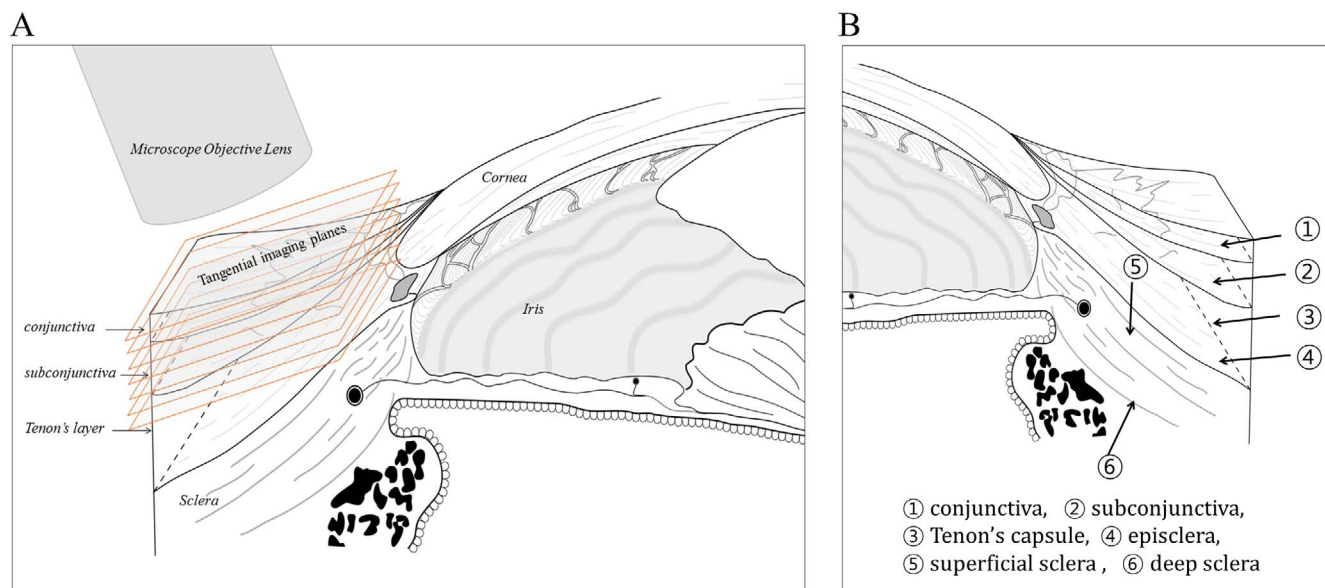 A
Microscope Objective Lens
Cornea
Tangential imaging planes
Iris
conjunctiva
subconjunctiva
Tenon's layer
Sclera
B
①
②
③
④
⑤
⑥
① conjunctiva, ② subconjunctiva,
③ Tenon's capsule, ④ episclera,
⑤ superficial sclera , ⑥ deep sclera